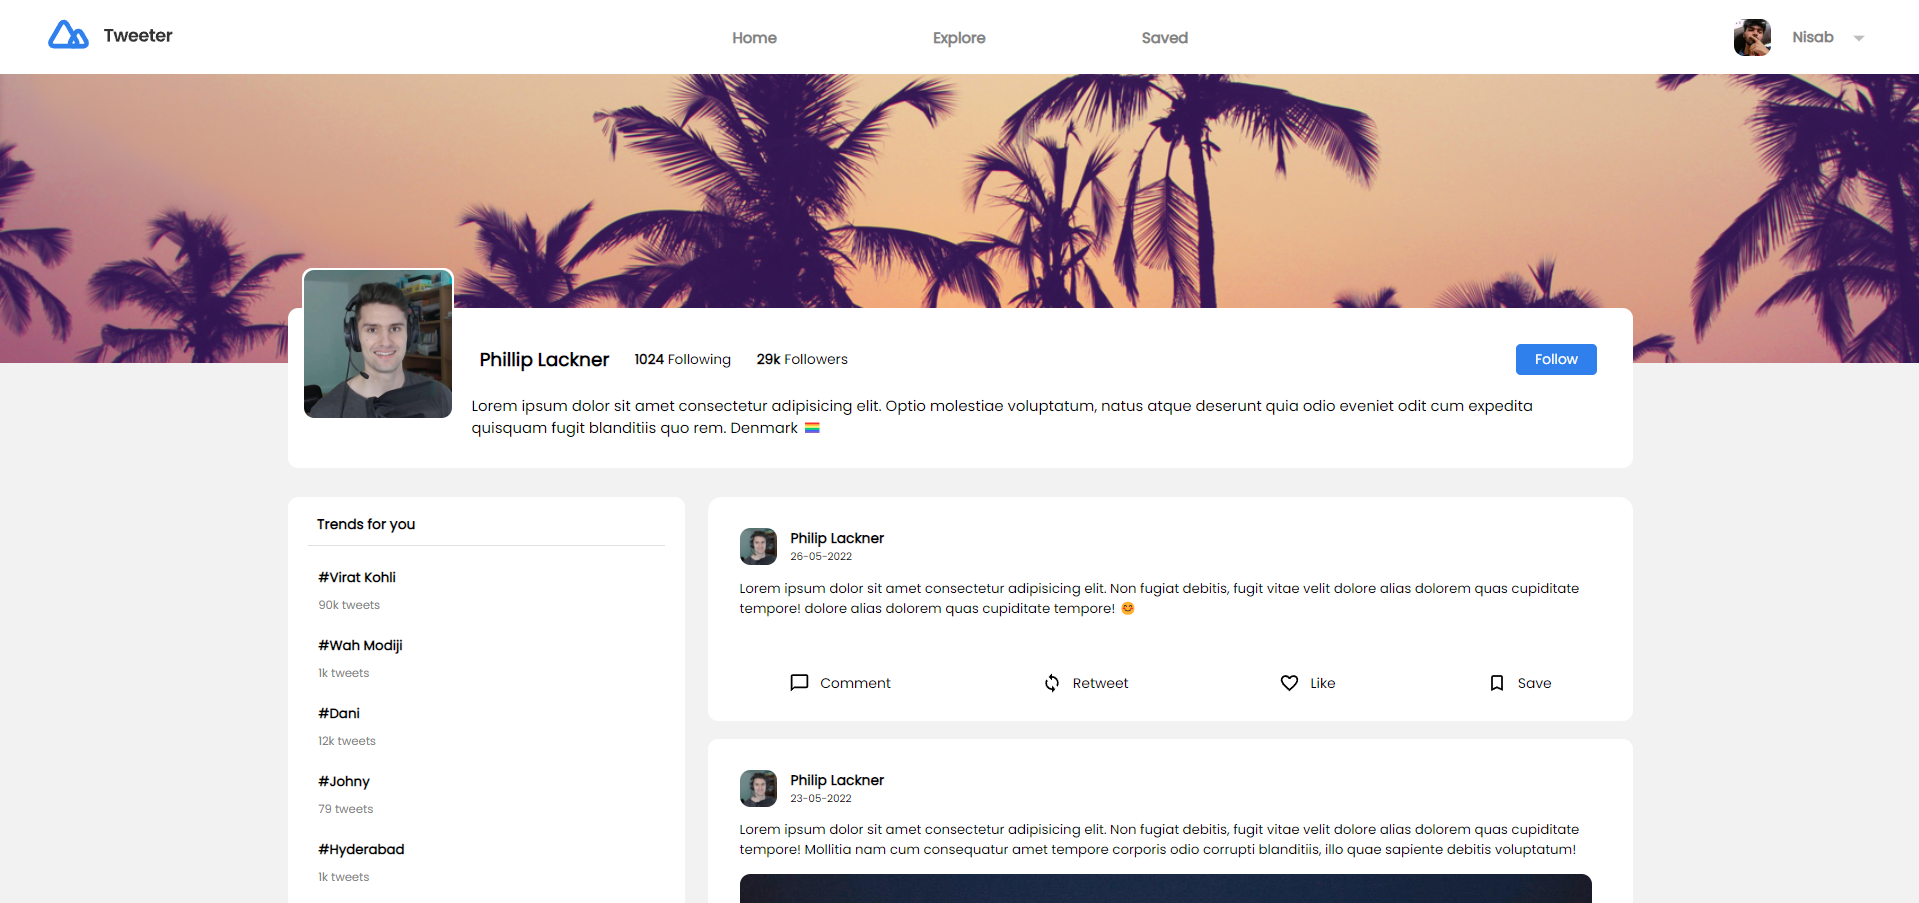 Tweeter
Home
Explore
Saved
Nisab
Phillip Lackner
1024 Following
29k Followers
Follow
Lorem ipsum dolor sit amet consectetur adipisicing elit. Optio molestiae voluptatum, natus atque deserunt quia odio eveniet odit cum expedita
quisquam fugit blanditiis quo rem. Denmark 🏳️‍🌈
Trends for you
#Virat Kohli
90k tweets
#Wah Modiji
1k tweets
#Dani
12k tweets
#Johny
79 tweets
#Hyderabad
1k tweets
Philip Lackner
26-05-2022
Lorem ipsum dolor sit amet consectetur adipisicing elit. Non fugiat debitis, fugit vitae velit dolore alias dolorem quas cupiditate
tempore! dolore alias dolorem quas cupiditate tempore! 😊
Comment
Retweet
Like
Save
Philip Lackner
23-05-2022
Lorem ipsum dolor sit amet consectetur adipisicing elit. Non fugiat debitis, fugit vitae velit dolore alias dolorem quas cupiditate
tempore! Mollitia nam cum consequatur amet tempore corporis odio corrupti blanditiis, illo quae sapiente debitis voluptatum!